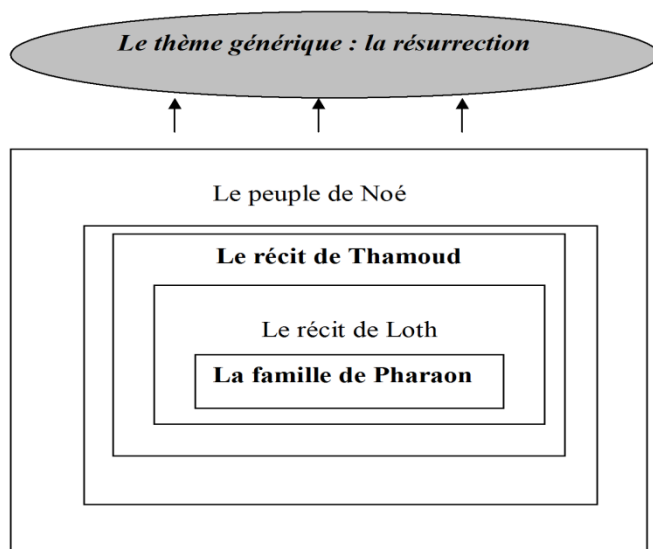 Le thème générique : la résurrection
Le peuple de Noé
Le récit de Thamoud
Le récit de Loth
La famille de Pharaon